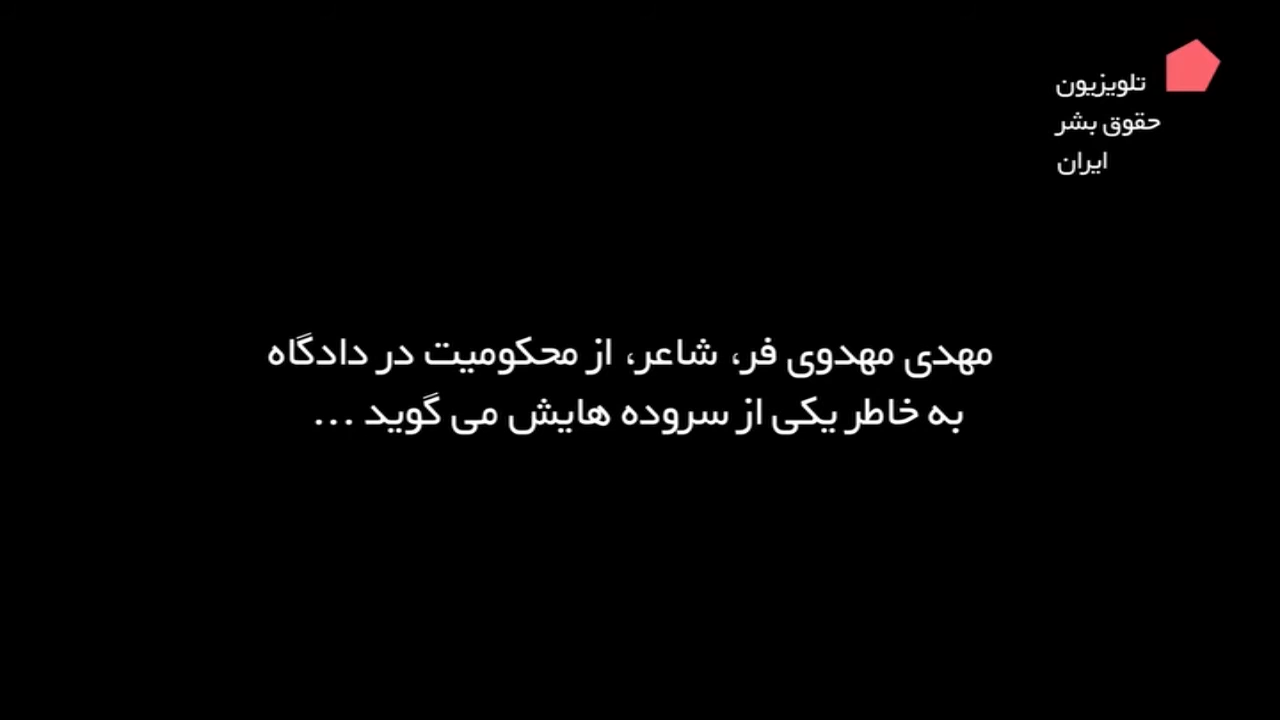 تلویزیون
حقوق بشر
ایران
مهدی مهدوی فر، شاعر، از محکومیت در دادگاه
به خاطر یکی از سروده هایش می گوید ...